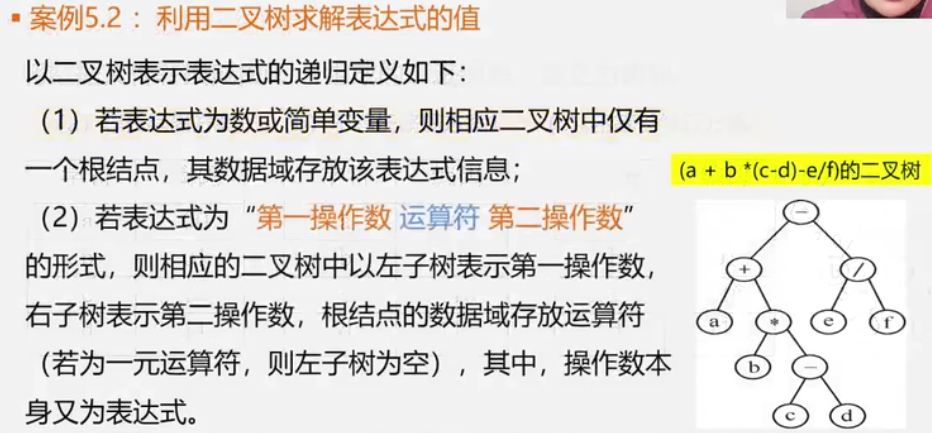 ▪ 案例5.2 ：利用二叉树求解表达式的值
以二叉树表示表达式的递归定义如下：
（1）若表达式为数或简单变量，则相应二叉树中仅有
一个根结点，其数据域存放该表达式信息；
（2）若表达式为“第一操作数 运算符 第二操作数”
的形式，则相应的二叉树中以左子树表示第一操作数，
右子树表示第二操作数，根结点的数据域存放运算符
（若为一元运算符，则左子树为空），其中，操作数本
身又为表达式。
(a + b *(c-d)-e/f)的二叉树
−
+ /
a * e f
b −
c d